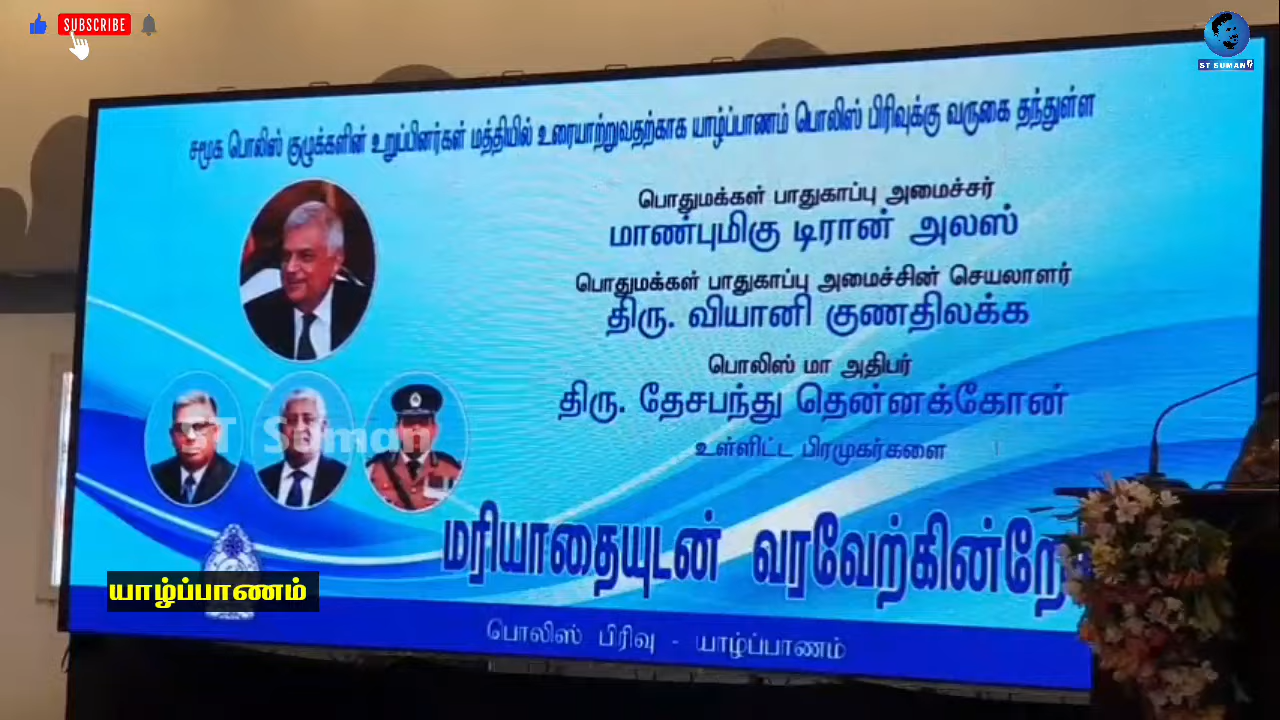 SUBSCRIBE
ST SUMAN
சமூக பொலிஸ் குழுக்களின் உறுப்பினர்கள் மத்தியில் உரையாற்றுவதற்காக யாழ்ப்பாணம் பொலிஸ் பிரிவுக்கு வருகை தந்துள்ள
பொதுமக்கள் பாதுகாப்பு அமைச்சர்
மாண்புமிகு டிரான் அலஸ்
பொதுமக்கள் பாதுகாப்பு அமைச்சின் செயலாளர்
திரு. வியானி குணதிலக்க
பொலிஸ் மா அதிபர்
திரு. தேசபந்து தென்னக்கோன்
உள்ளிட்ட பிரமுகர்களை
ST Suman
மரியாதையுடன் வரவேற்கின்றே
யாழ்ப்பாணம்
பொலிஸ் பிரிவு - யாழ்ப்பாணம்